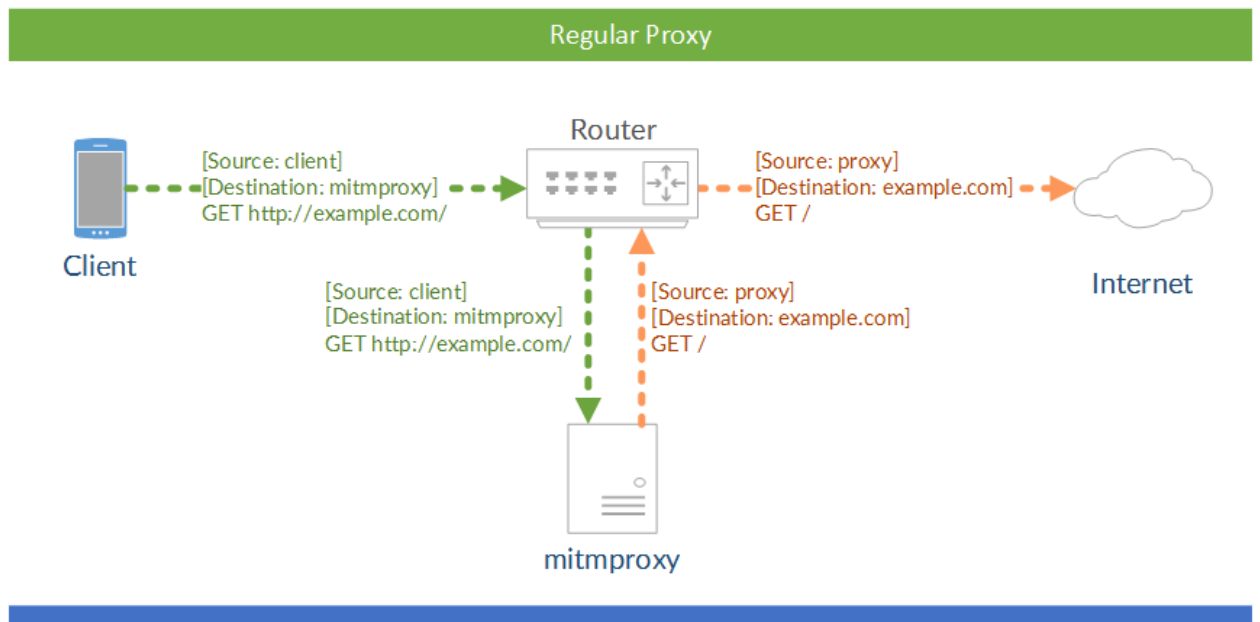 Regular Proxy
Router
[Source: client]
[Destination: mitmproxy]
GET http://example.com/
[Source: proxy]
[Destination: example.com]
GET /
Client
Internet
[Source: client]
[Destination: mitmproxy]
GET http://example.com/
[Source: proxy]
[Destination: example.com]
GET /
mitmproxy